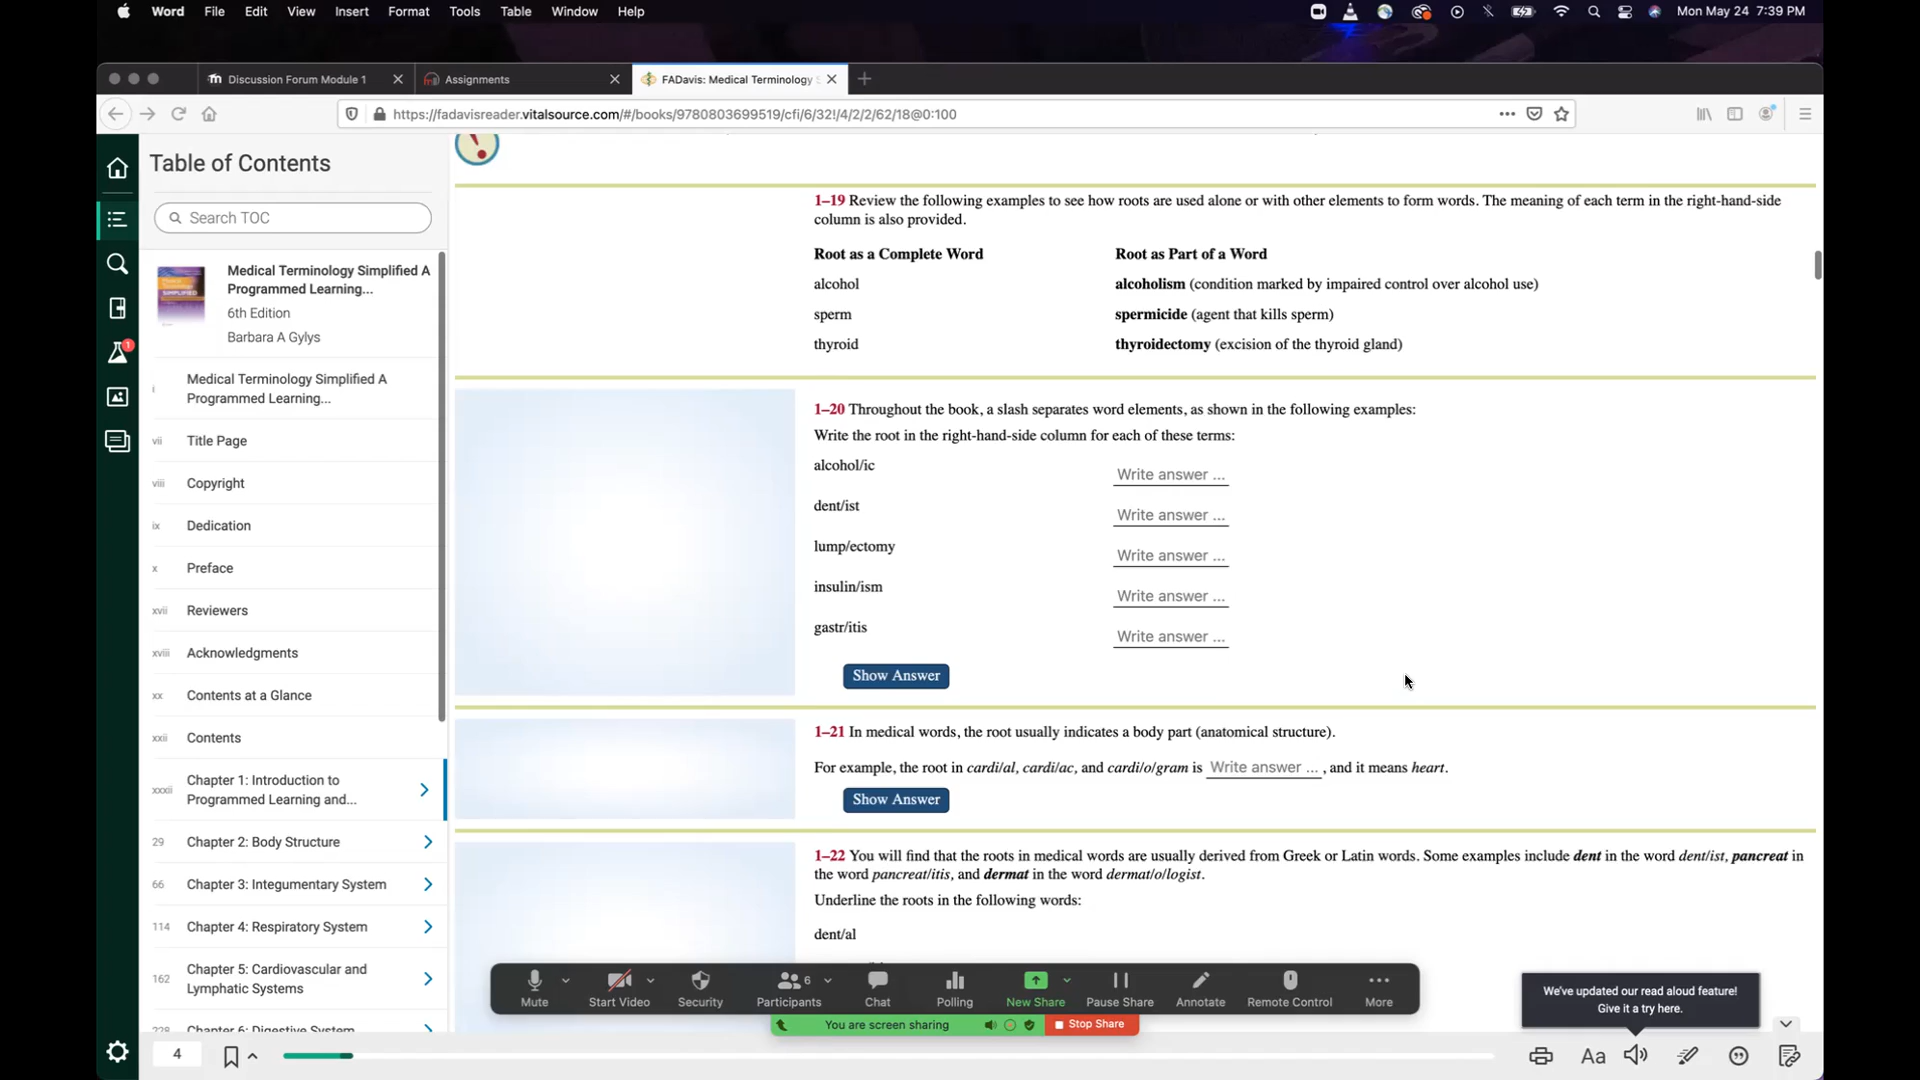 Word File Edit View Insert Format Tools Table Window Help Mon May 24 7:39 PM
Discussion Forum Module 1 Assignments FADavis: Medical Terminology S
https://fadavisreader.vitalsource.com/#/books/9780803699519/cfi/6/32!/4/2/2/62/18@0:100
Table of Contents
Search TOC
Medical Terminology Simplified A
Programmed Learning...
6th Edition
Barbara A Gylys
1
i Medical Terminology Simplified A
Programmed Learning...
vii Title Page
viii Copyright
ix Dedication
x Preface
xvii Reviewers
xviii Acknowledgments
xx Contents at a Glance
xxii Contents
xxxii Chapter 1: Introduction to
Programmed Learning and...
29 Chapter 2: Body Structure
66 Chapter 3: Integumentary System
114 Chapter 4: Respiratory System
162 Chapter 5: Cardiovascular and
Lymphatic Systems
228 Chapter 6: Digestive System
1–19 Review the following examples to see how roots are used alone or with other elements to form words. The meaning of each term in the right-hand-side
column is also provided.
Root as a Complete Word Root as Part of a Word
alcohol alcoholism (condition marked by impaired control over alcohol use)
sperm spermicide (agent that kills sperm)
thyroid thyroidectomy (excision of the thyroid gland)
1–20 Throughout the book, a slash separates word elements, as shown in the following examples:
Write the root in the right-hand-side column for each of these terms:
alcohol/ic Write answer ...
dent/ist Write answer ...
lump/ectomy Write answer ...
insulin/ism Write answer ...
gastr/itis Write answer ...
Show Answer
1–21 In medical words, the root usually indicates a body part (anatomical structure).
For example, the root in cardi/al, cardi/ac, and cardi/o/gram is Write answer ... , and it means heart.
Show Answer
1–22 You will find that the roots in medical words are usually derived from Greek or Latin words. Some examples include dent in the word dent/ist, pancreat in
the word pancreat/itis, and dermat in the word dermat/o/logist.
Underline the roots in the following words:
dent/al
6
Mute Start Video Security Participants Chat Polling New Share Pause Share Annotate Remote Control More
You are screen sharing Stop Share
We've updated our read aloud feature!
Give it a try here.
4 Aa